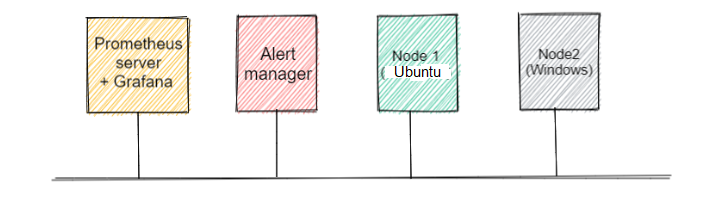 Prometheus
server
+ Grafana
Alert
manager
Node 1
( Ubuntu
Node2
(Windows)